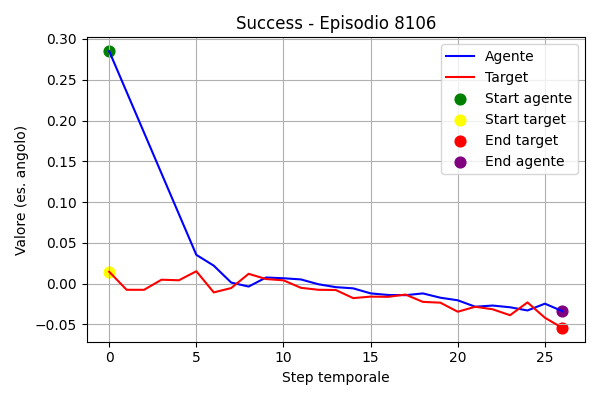 Success - Episodio 8106
Valore (es. angolo)
0.30
0.25
0.20
0.15
0.10
0.05
0.00
−0.05
Agente
Target
Start agente
Start target
End target
End agente
0 5 10 15 20 25
Step temporale